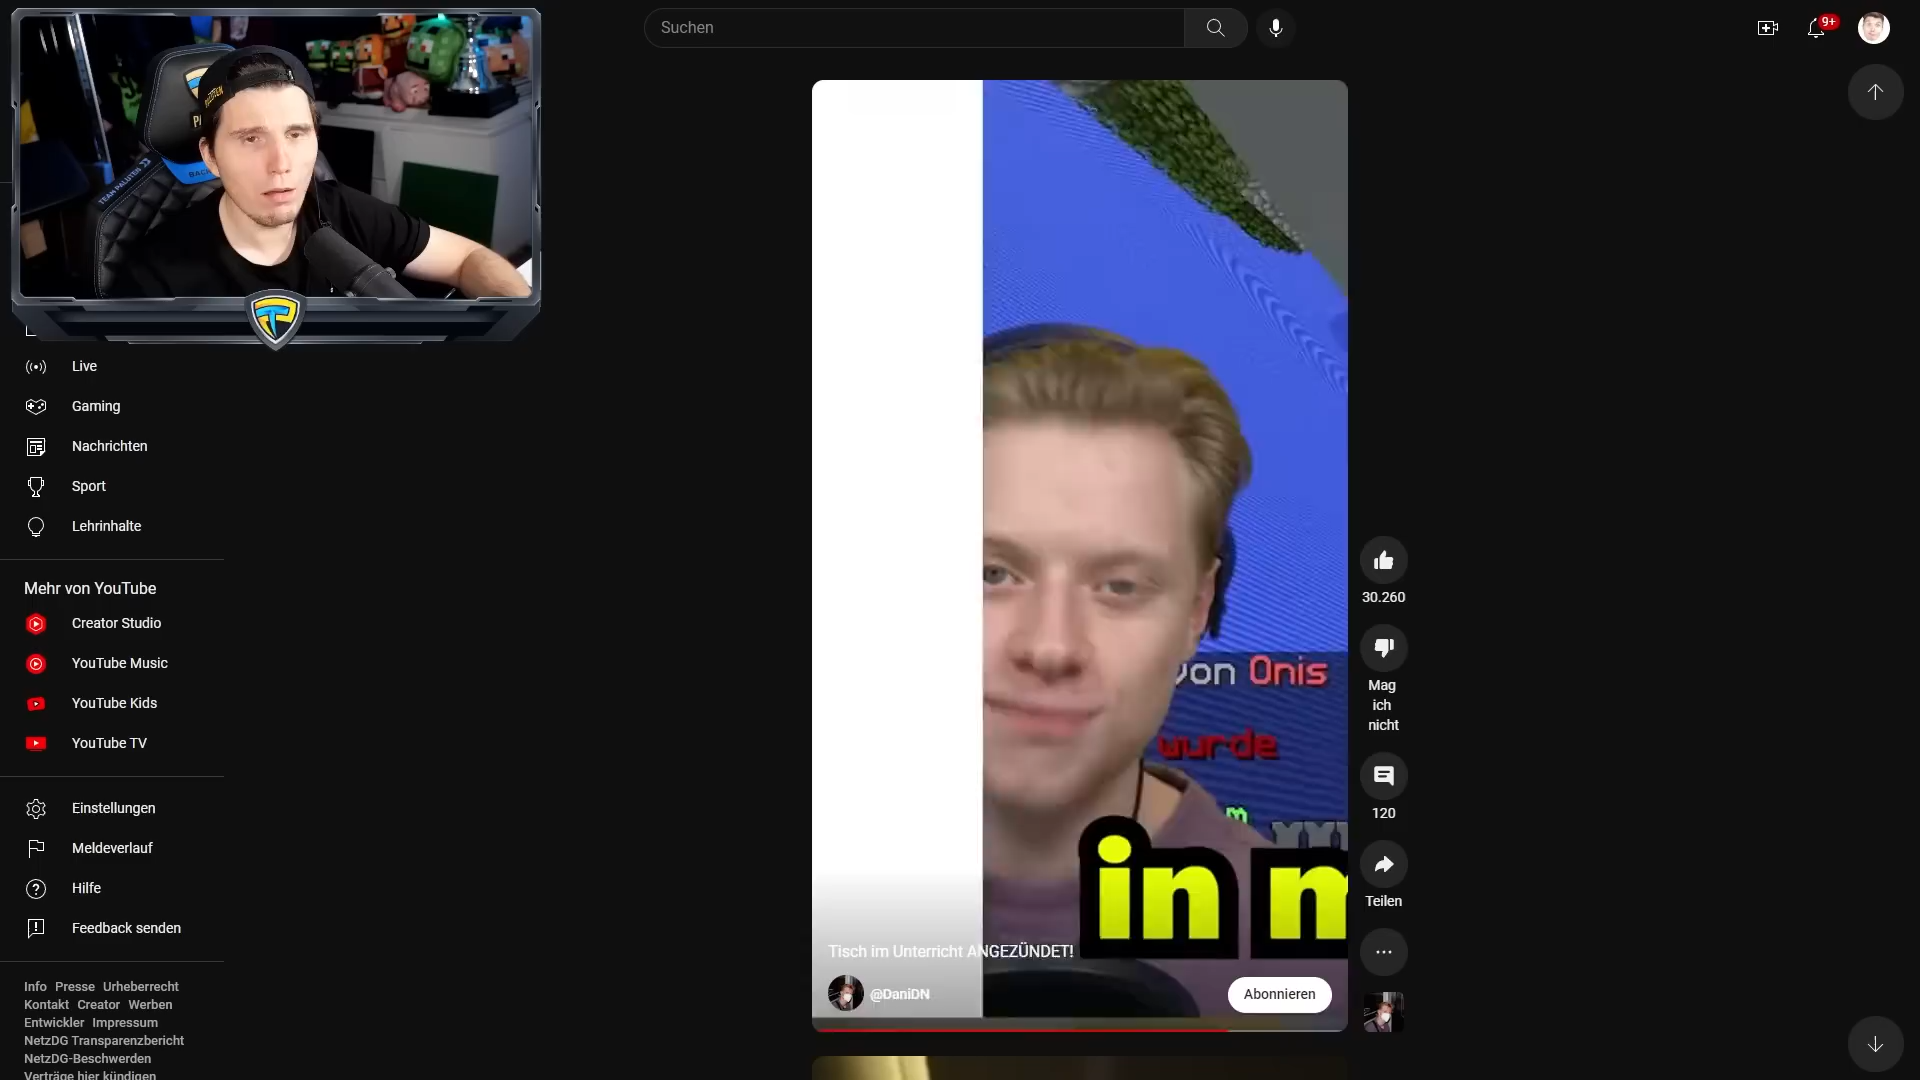 Suchen
9+
TEAM PALUTEN
Live
Gaming
Nachrichten
Sport
Lehrinhalte
Mehr von YouTube
Creator Studio
YouTube Music
YouTube Kids
YouTube TV
Einstellungen
Meldeverlauf
Hilfe
Feedback senden
Info Presse Urheberrecht
Kontakt Creator Werben
Entwickler Impressum
NetzDG Transparenzbericht
NetzDG-Beschwerden
Verträge hier kündigen
von Onis
wurde
m
in m
Tisch im Unterricht ANGEZÜNDET!
@DaniDN
Abonnieren
30.260
Mag
ich
nicht
120
Teilen